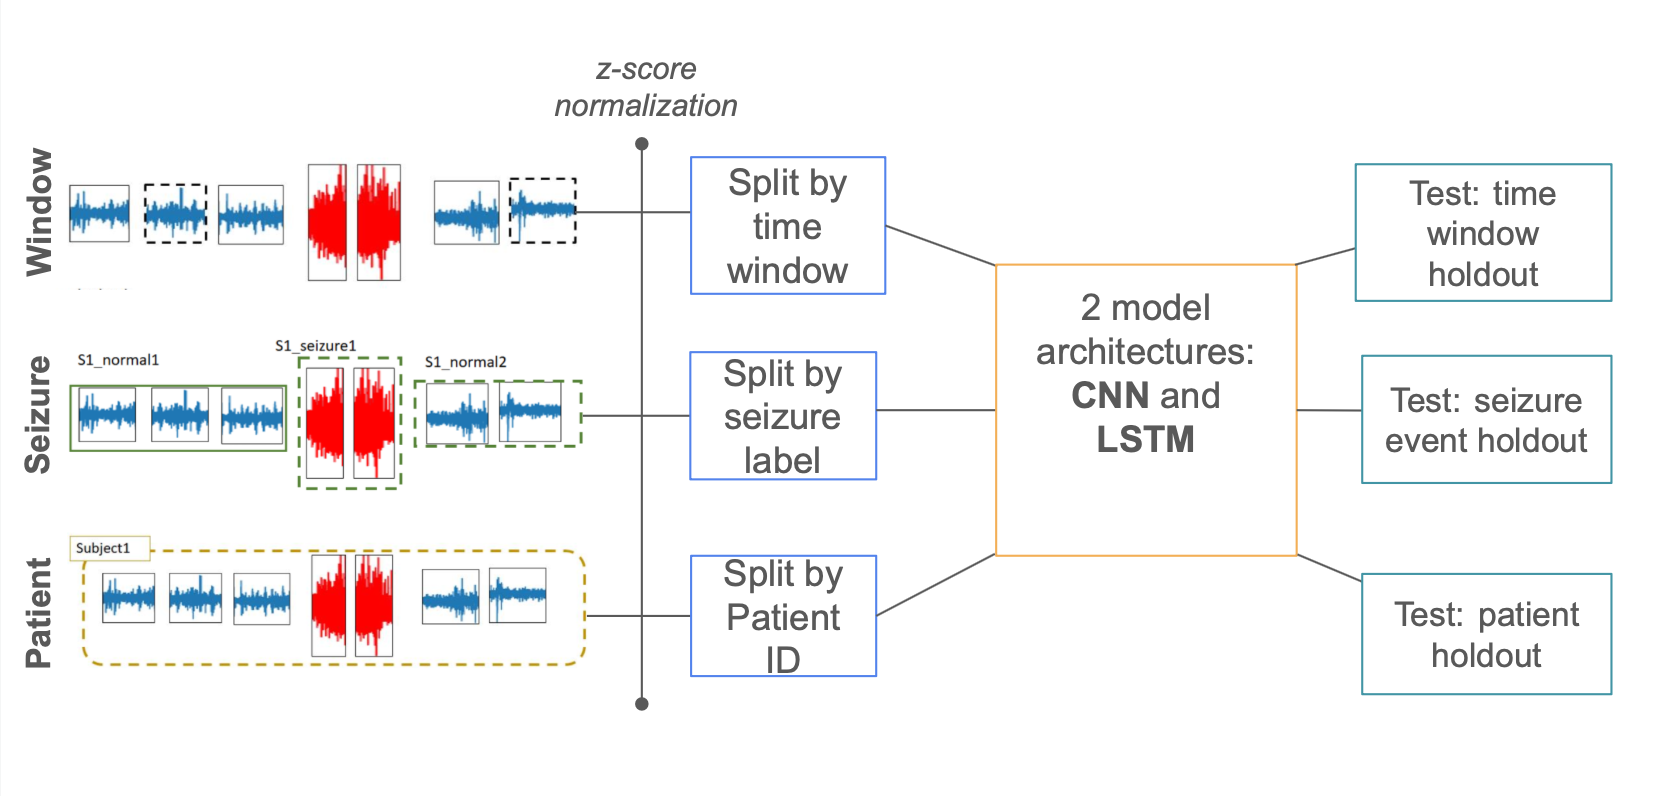 z-score
normalization
Window
Split by
time
window
Test: time
window
holdout
2 model
architectures:
CNN and
LSTM
Seizure
S1_normal1
S1_seizure1
S1_normal2
Split by
seizure
label
Test: seizure
event holdout
Patient
Subject1
Split by
Patient
ID
Test: patient
holdout